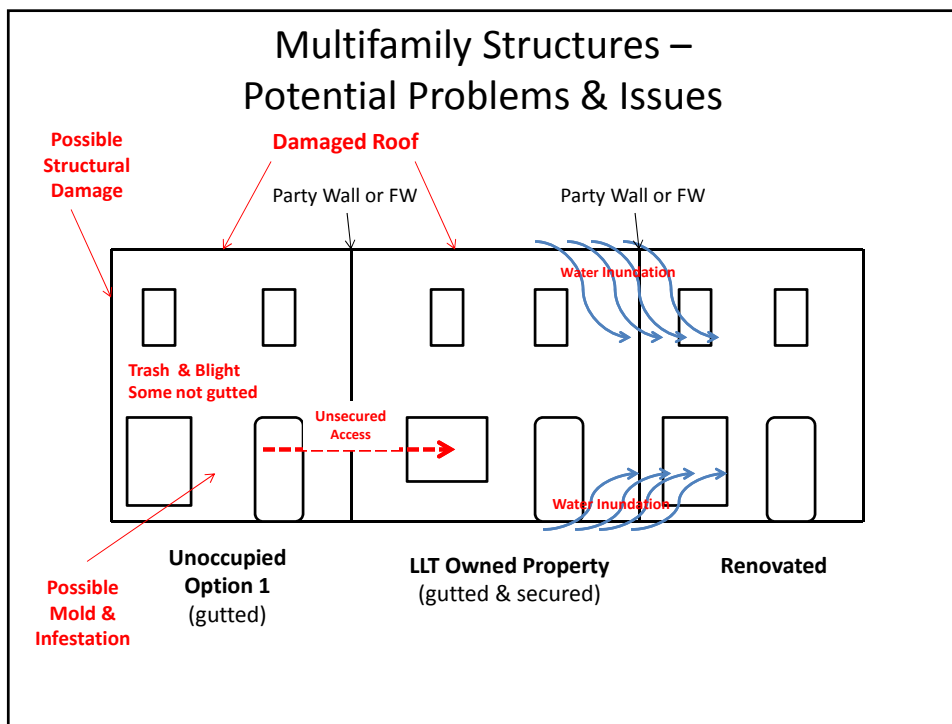 Multifamily Structures –
Potential Problems & Issues
Possible
Structural
Damage
Damaged Roof
Party Wall or FW
Party Wall or FW
Water Inundation
Trash & Blight
Some not gutted
Unsecured
Access
Water Inundation
Unoccupied
Option 1
(gutted)
LLT Owned Property
(gutted & secured)
Renovated
Possible
Mold &
Infestation